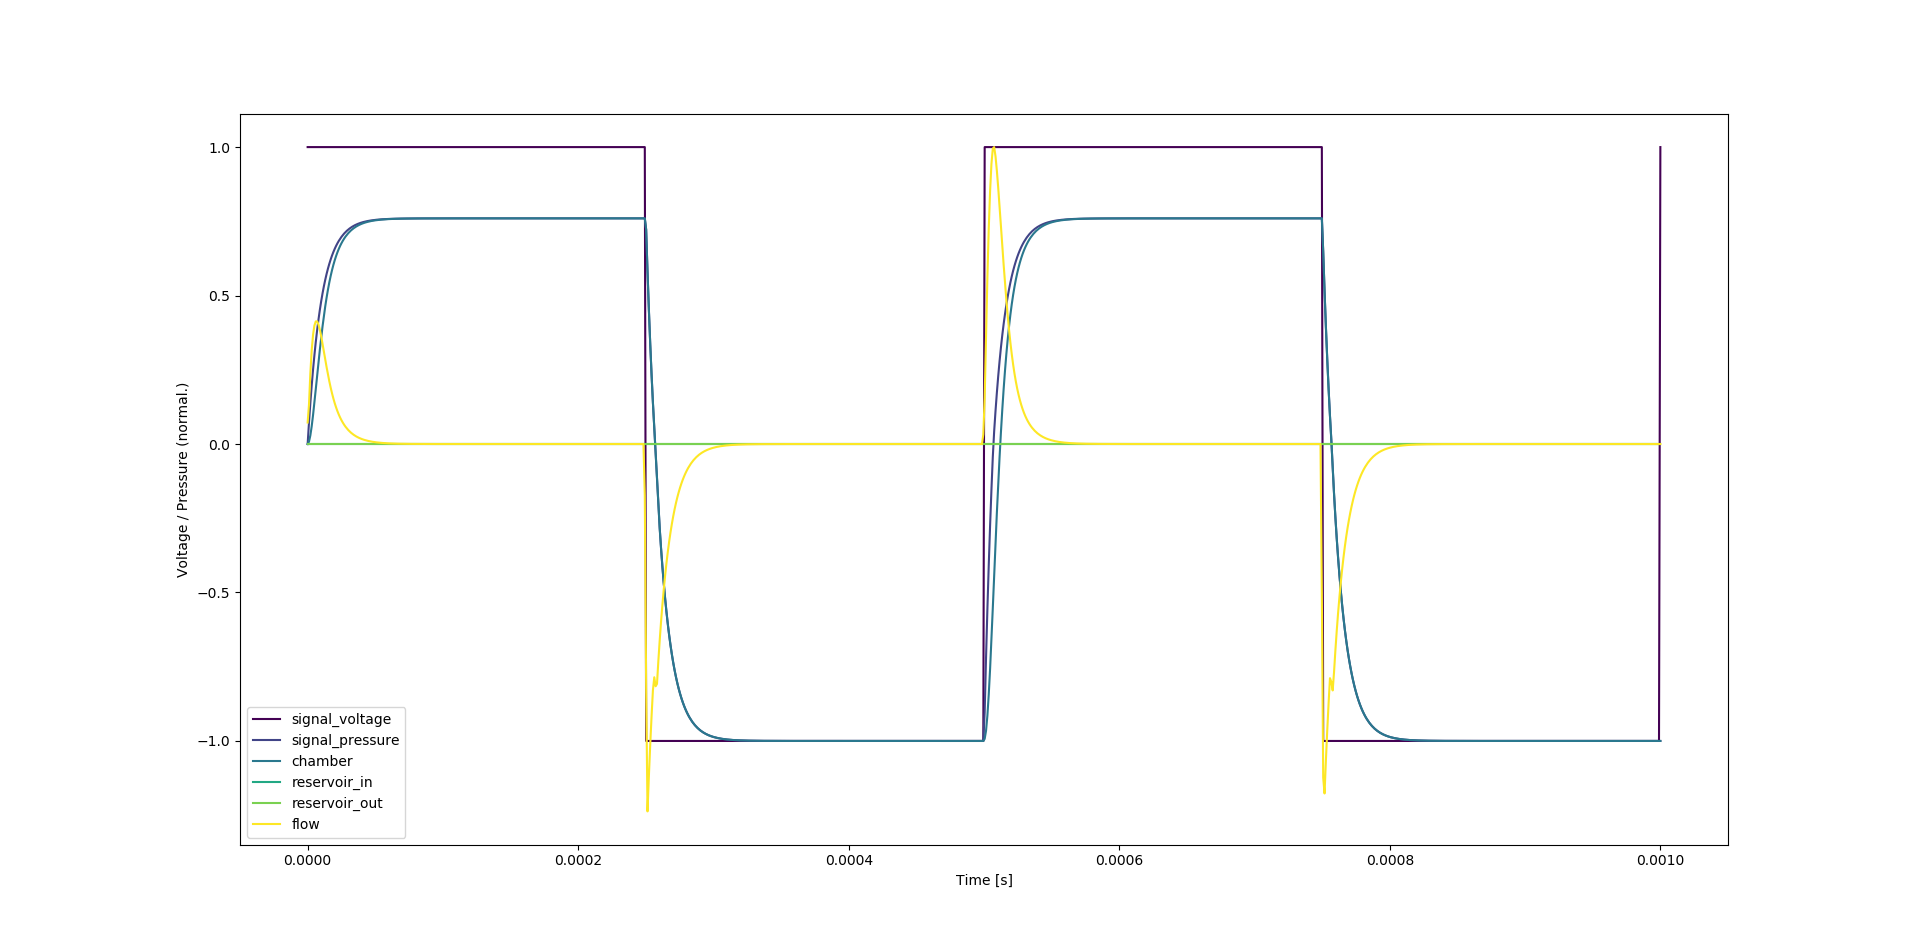 1.0
0.5
0.0
−0.5
−1.0
Voltage / Pressure (normal.)
signal_voltage
signal_pressure
chamber
reservoir_in
reservoir_out
flow
0.0000 0.0002 0.0004 0.0006 0.0008 0.0010
Time [s]